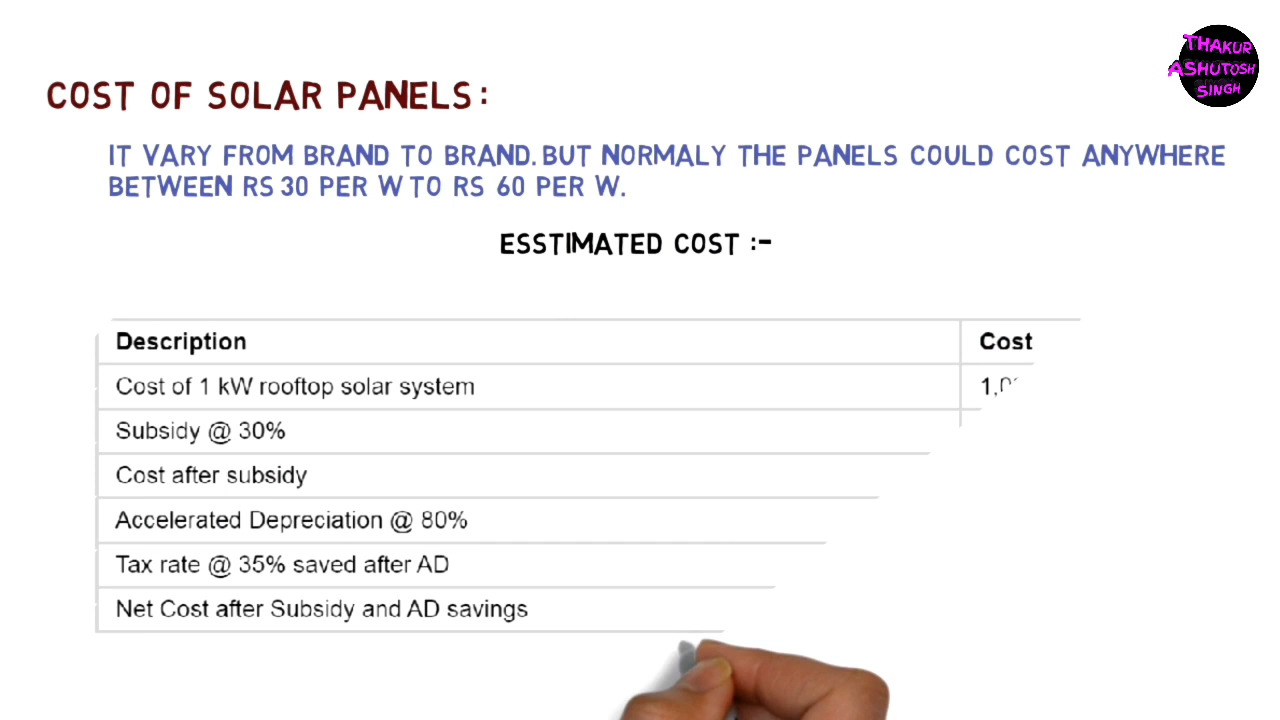 THAKUR
ASHUTOSH
SINGH
COST OF SOLAR PANELS:
IT VARY FROM BRAND TO BRAND. BUT NORMALY THE PANELS COULD COST ANYWHERE
BETWEEN RS 30 PER W TO RS 60 PER W.
ESSTIMATED COST :-
Description Cost
Cost of 1 kW rooftop solar system
Subsidy @ 30%
Cost after subsidy
Accelerated Depreciation @ 80%
Tax rate @ 35% saved after AD
Net Cost after Subsidy and AD savings